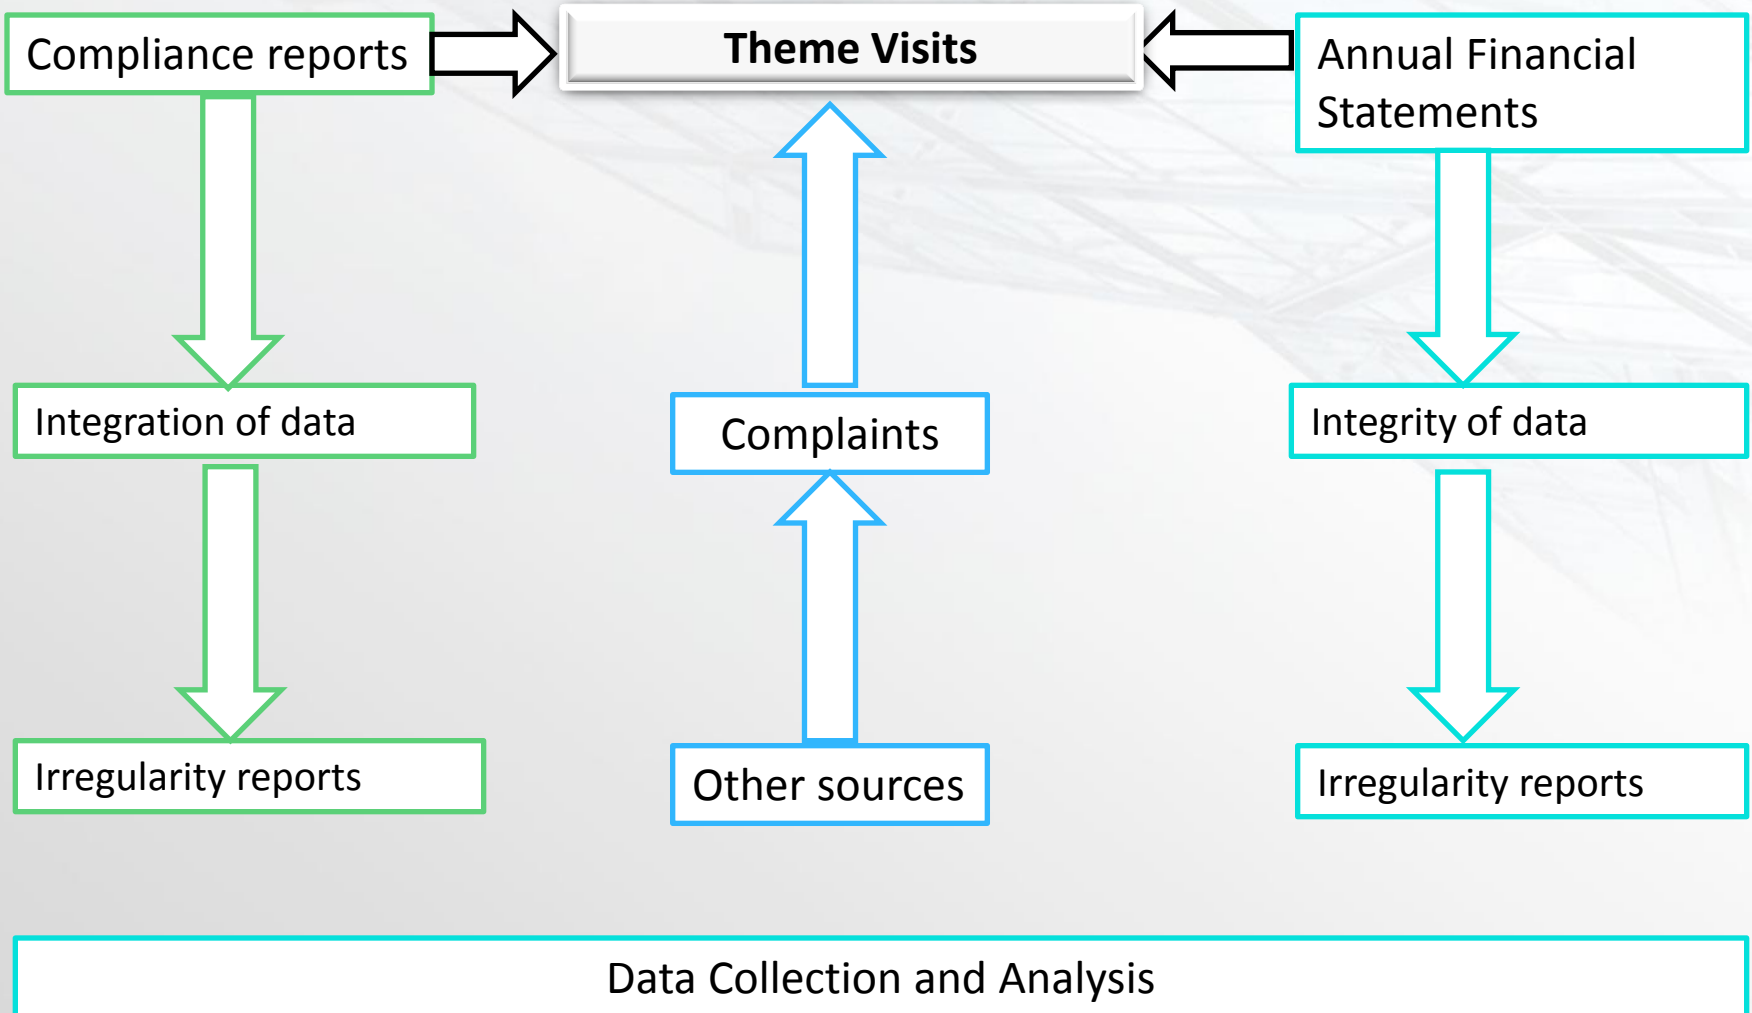 Compliance reports
Theme Visits
Annual Financial
Statements
Integration of data
Complaints
Integrity of data
Irregularity reports
Other sources
Irregularity reports
Data Collection and Analysis